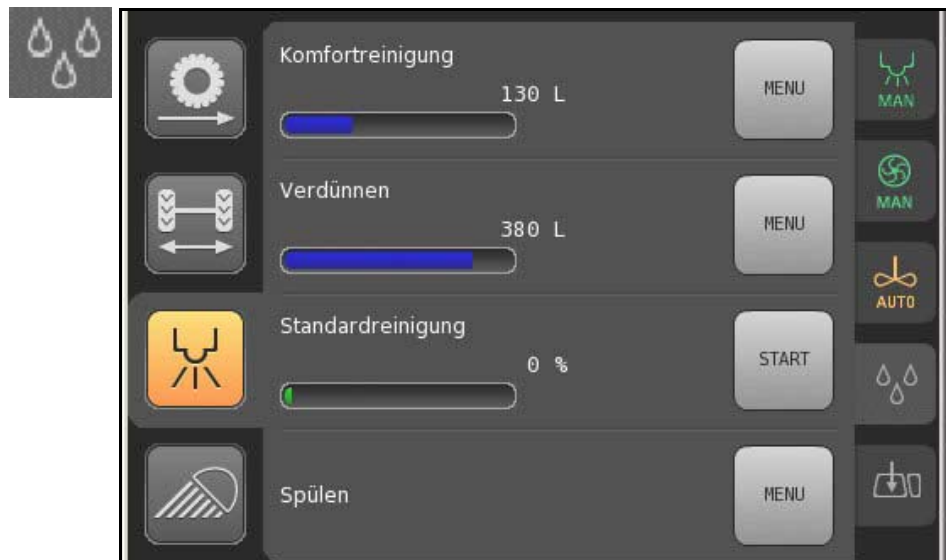 Komfortreinigung
130 L
MENU
Verdünnen
380 L
MENU
Standardreinigung
0 %
START
Spülen
MENU
MAN
MAN
AUTO